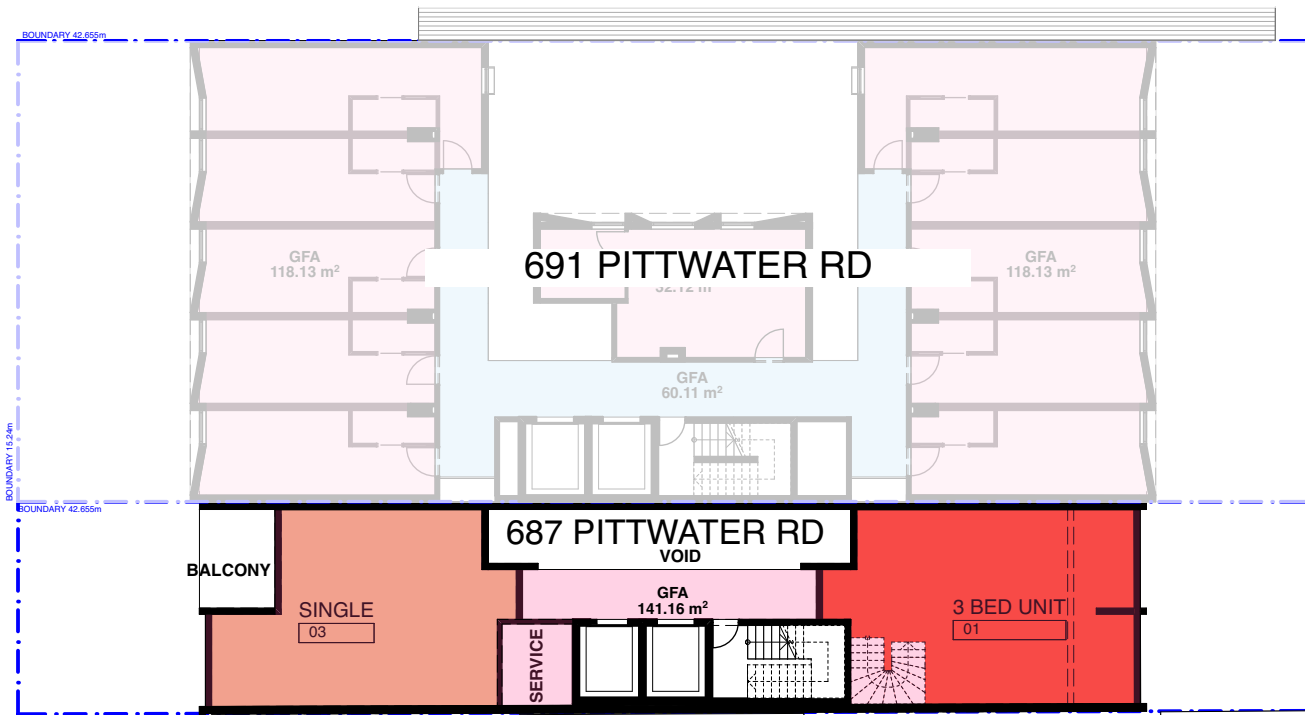 BOUNDARY 42.655m
GFA
118.13 m²
691 PITTWATER RD
GFA
118.13 m²
GFA
60.11 m²
BOUNDARY 15.24m
BOUNDARY 42.655m
687 PITTWATER RD
VOID
BALCONY
GFA
141.16 m²
SINGLE
03
3 BED UNIT
01
SERVICE